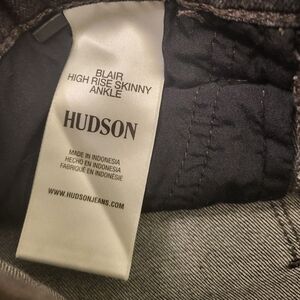 BLAIR
HIGH RISE SKINNY
ANKLE
HUDSON
MADE IN INDONESIA
HECHO EN INDONESIA
FABRIQUÉ EN INDONÉSIE
WWW.HUDSONJEANS.COM